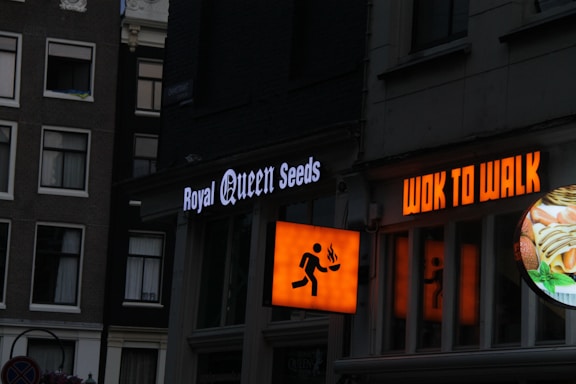 Royal Queen Seeds
WOK TO WALK